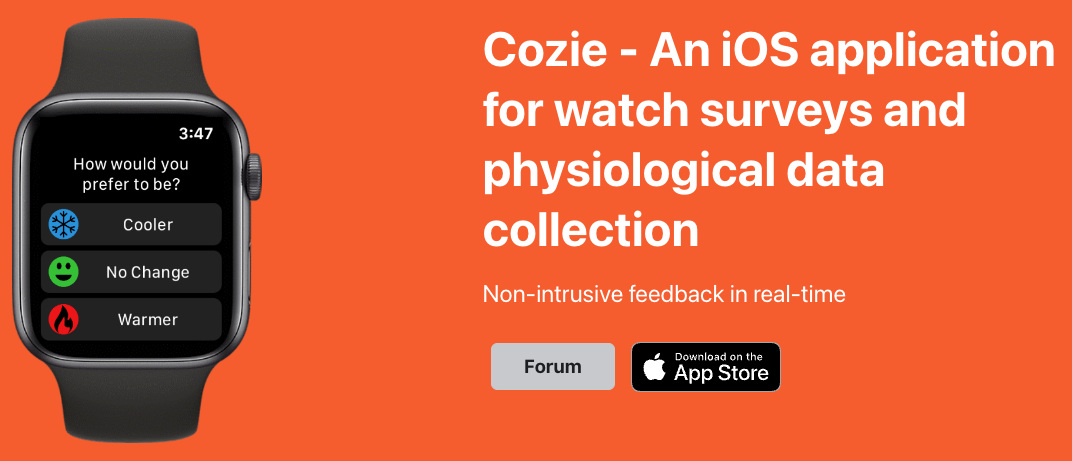 3:47
How would you
prefer to be?
Cooler
No Change
Warmer
Cozie - An iOS application
for watch surveys and
physiological data
collection
Non-intrusive feedback in real-time
Forum
Download on the
App Store